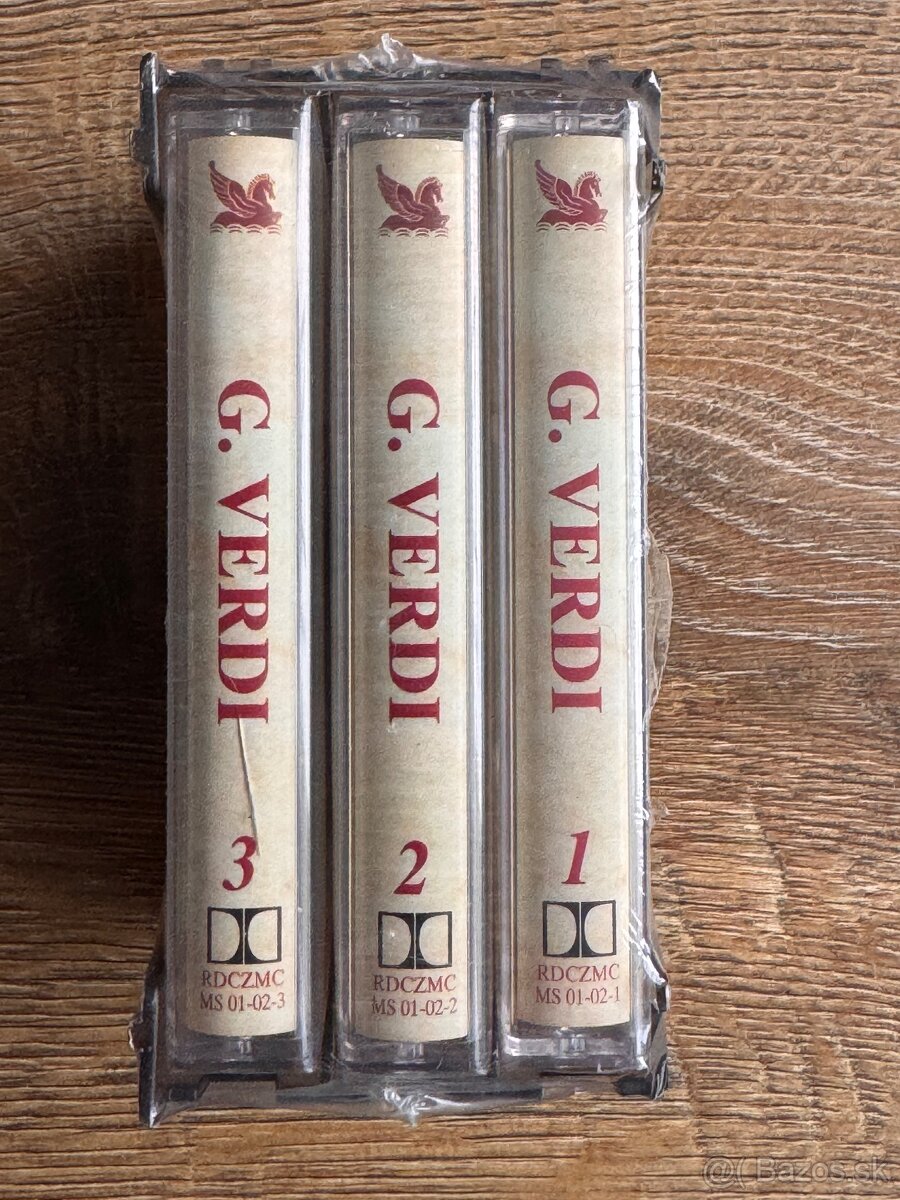 G. VERDI
3
RDCZMC
MS 01-02-3
G. VERDI
2
RDCZMC
MS 01-02-2
G. VERDI
1
RDCZMC
MS 01-02-1
@( Bazos.sk